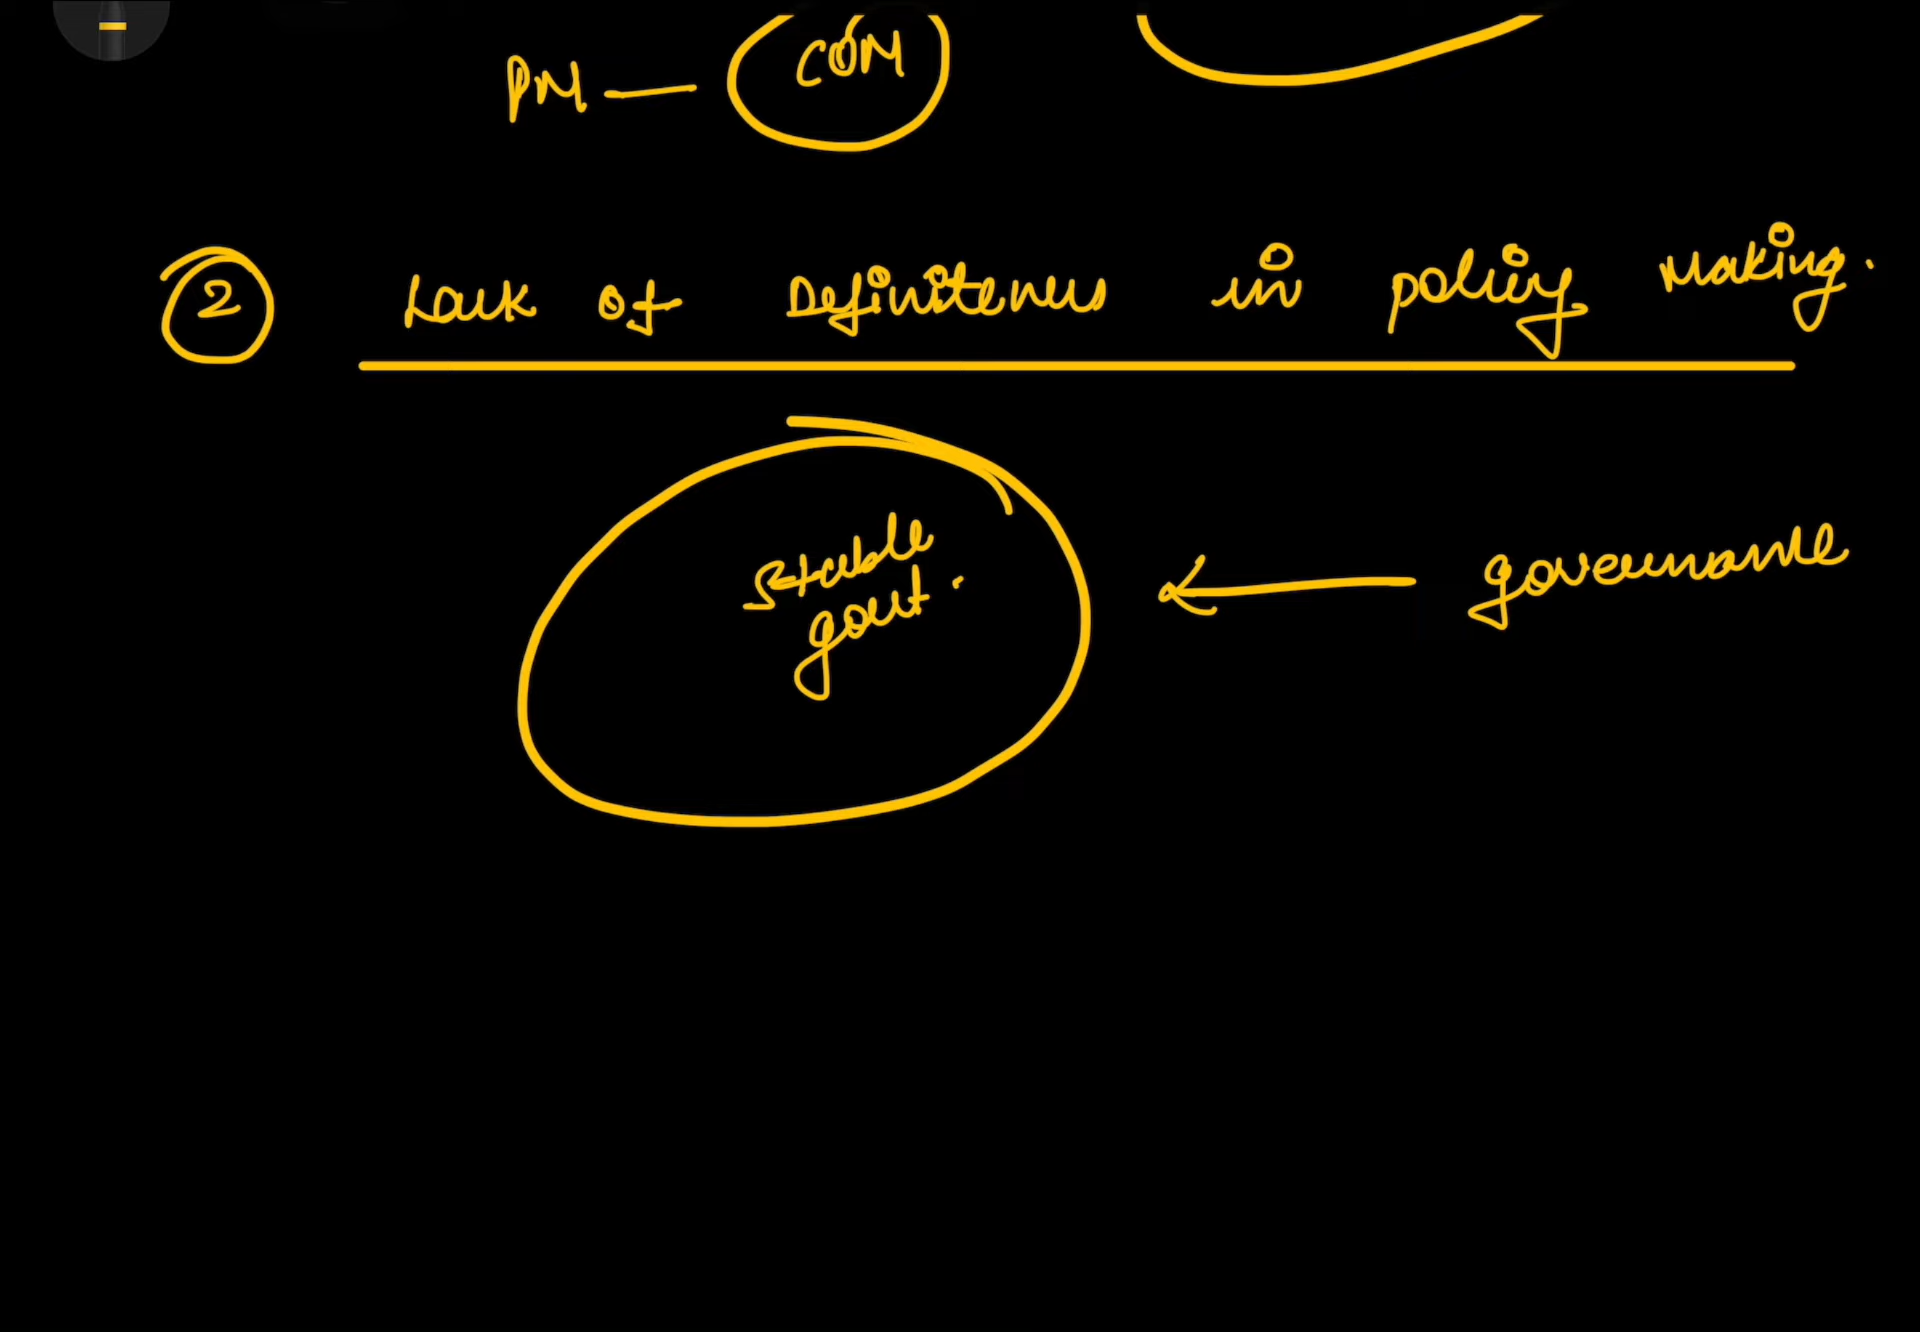 PM — COM
2 Lack of Definiteness in policy Making.
stable
govt.
governance